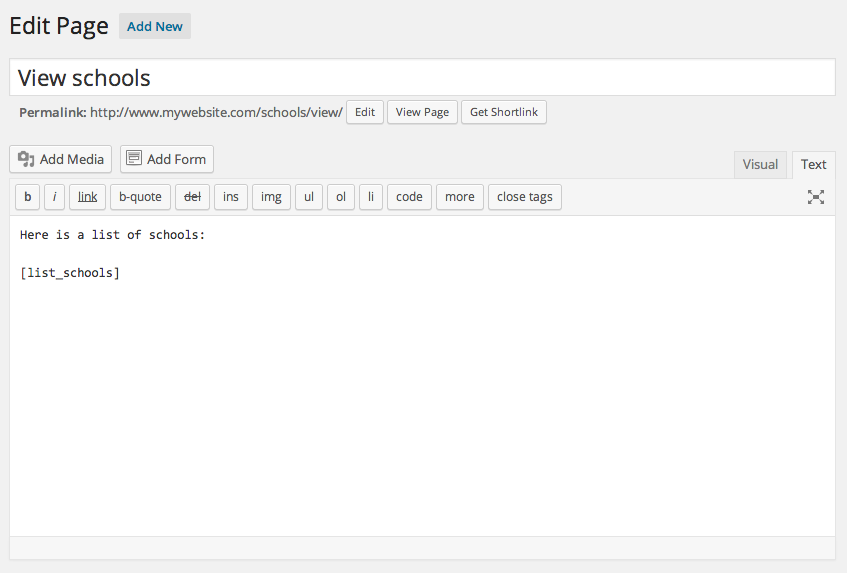 Edit Page Add New
View schools
Permalink: http://www.mywebsite.com/schools/view/ Edit View Page Get Shortlink
Add Media Add Form Visual Text
b i link b-quote del ins img ul ol li code more close tags
Here is a list of schools:
[list_schools]